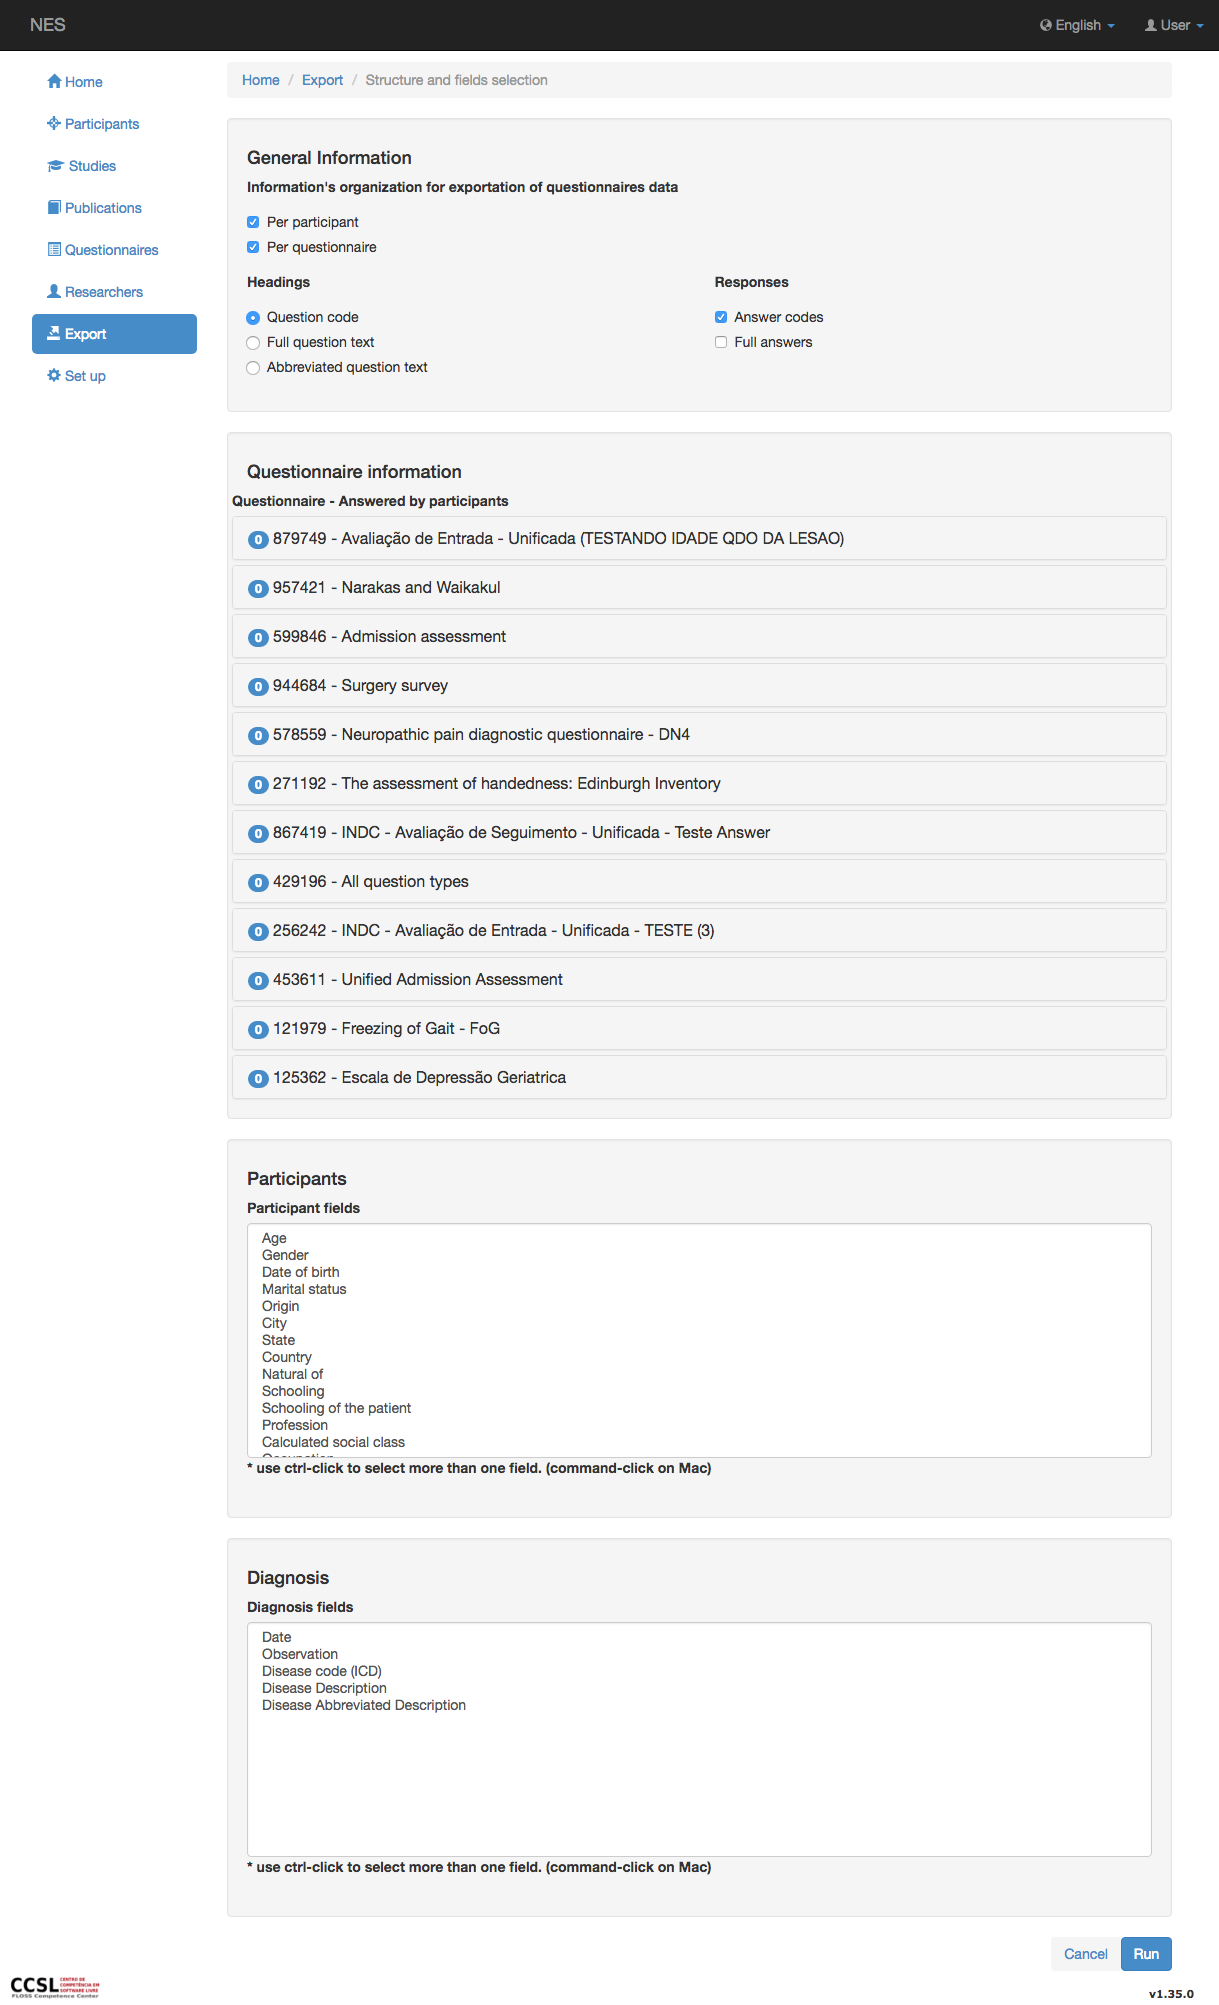 NES
English
User
Home
Participants
Studies
Publications
Questionnaires
Researchers
Export
Set up
Home / Export / Structure and fields selection
General Information
Information's organization for exportation of questionnaires data
Per participant
Per questionnaire
Headings
Responses
Question code
Answer codes
Full question text
Full answers
Abbreviated question text
Questionnaire information
Questionnaire - Answered by participants
0 879749 - Avaliação de Entrada - Unificada (TESTANDO IDADE QDO DA LESAO)
0 957421 - Narakas and Waikakul
0 599846 - Admission assessment
0 944684 - Surgery survey
0 578559 - Neuropathic pain diagnostic questionnaire - DN4
0 271192 - The assessment of handedness: Edinburgh Inventory
0 867419 - INDC - Avaliação de Seguimento - Unificada - Teste Answer
0 429196 - All question types
0 256242 - INDC - Avaliação de Entrada - Unificada - TESTE (3)
0 453611 - Unified Admission Assessment
0 121979 - Freezing of Gait - FoG
0 125362 - Escala de Depressão Geriatrica
Participants
Participant fields
Age
Gender
Date of birth
Marital status
Origin
City
State
Country
Natural of
Schooling
Schooling of the patient
Profession
Calculated social class
* use ctrl-click to select more than one field. (command-click on Mac)
Diagnosis
Diagnosis fields
Date
Observation
Disease code (ICD)
Disease Description
Disease Abbreviated Description
* use ctrl-click to select more than one field. (command-click on Mac)
Cancel
Run
CCSL
CENTRO DE
COMPETÊNCIA EM
SOFTWARE LIVRE
FLOSS Competence Center
v1.35.0